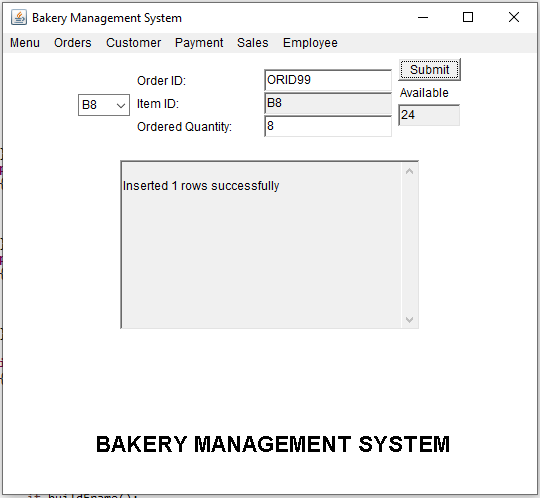 Bakery Management System
Menu Orders Customer Payment Sales Employee
Order ID: ORID99 Submit
Available
B8 Item ID: B8
24
Ordered Quantity: 8
Inserted 1 rows successfully
BAKERY MANAGEMENT SYSTEM